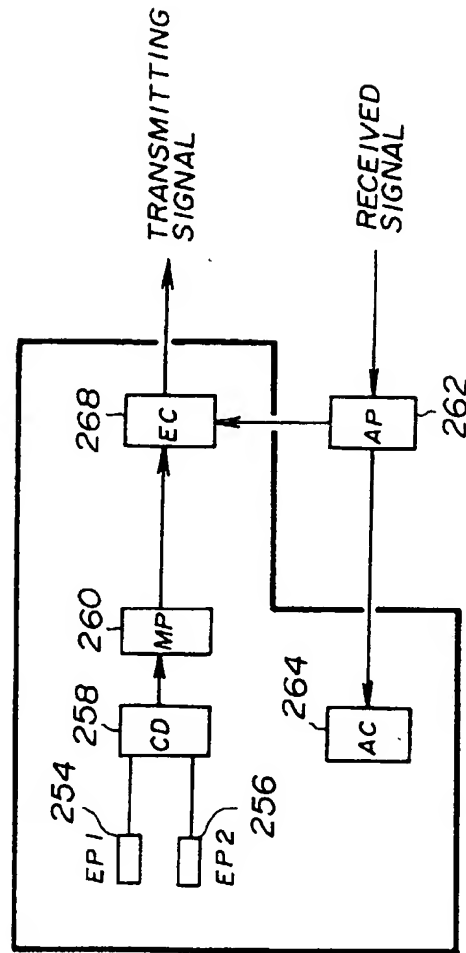 EP1
254
EP2
256
258
CD
260
MP
268
EC
TRANSMITTING
SIGNAL
264
AC
AP
262
RECEIVED
SIGNAL